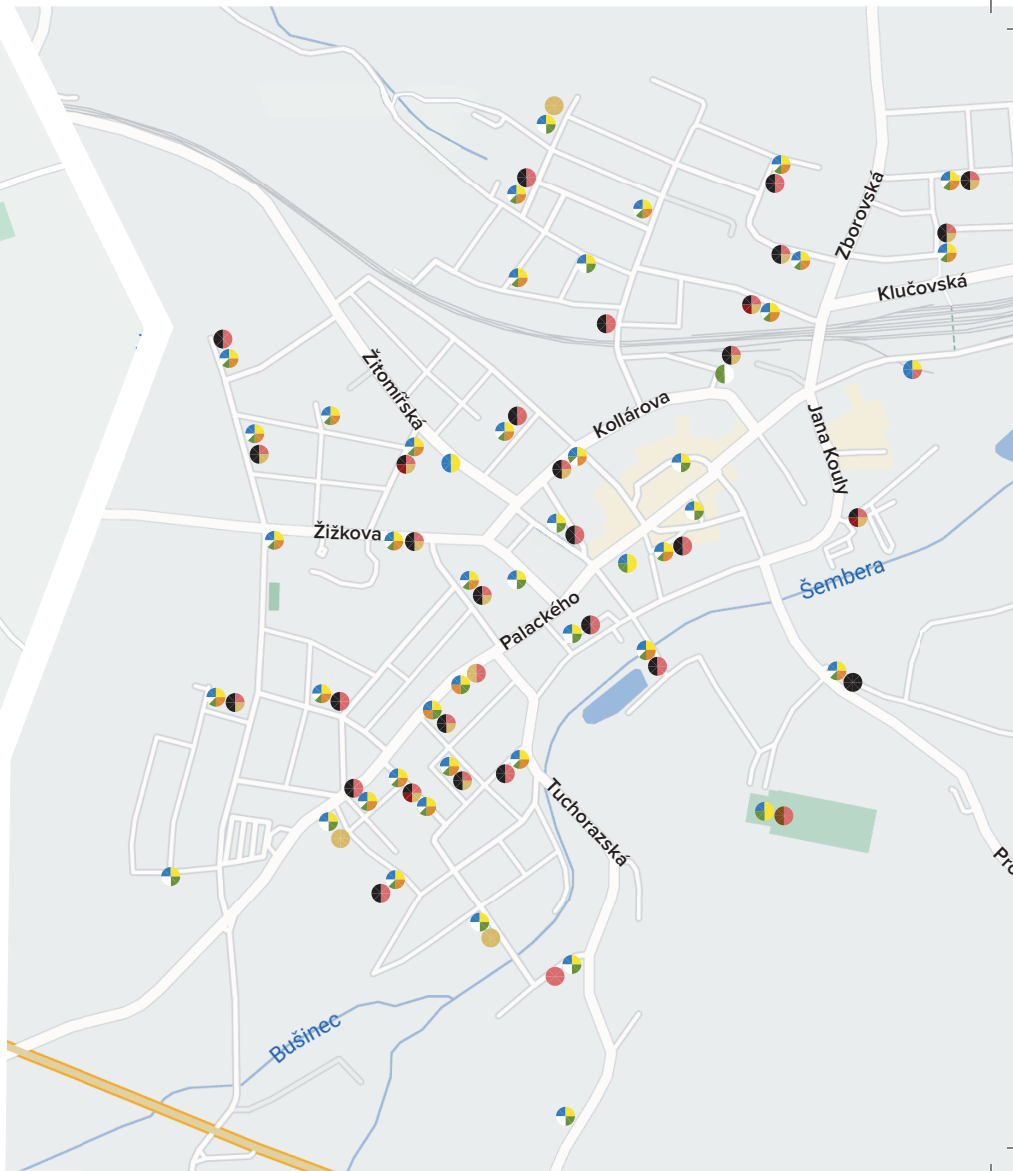 Zborovská
Klučovská
Žitomířská
Kollárova
Jana Kouly
Žižkova
Šembera
Palackého
Tuchorazská
Bušinec